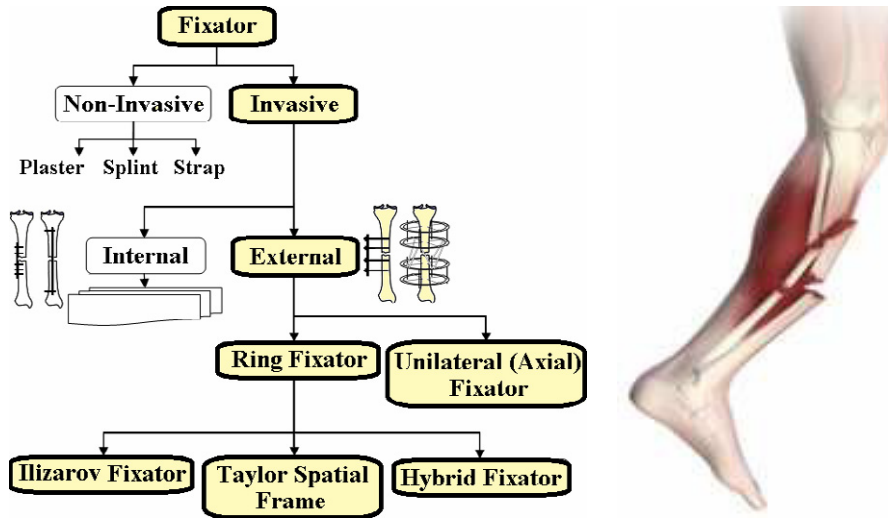 Fixator
Non-Invasive
Invasive
Plaster Splint Strap
Internal
External
Ring Fixator
Unilateral (Axial)
Fixator
Ilizarov Fixator
Taylor Spatial
Frame
Hybrid Fixator